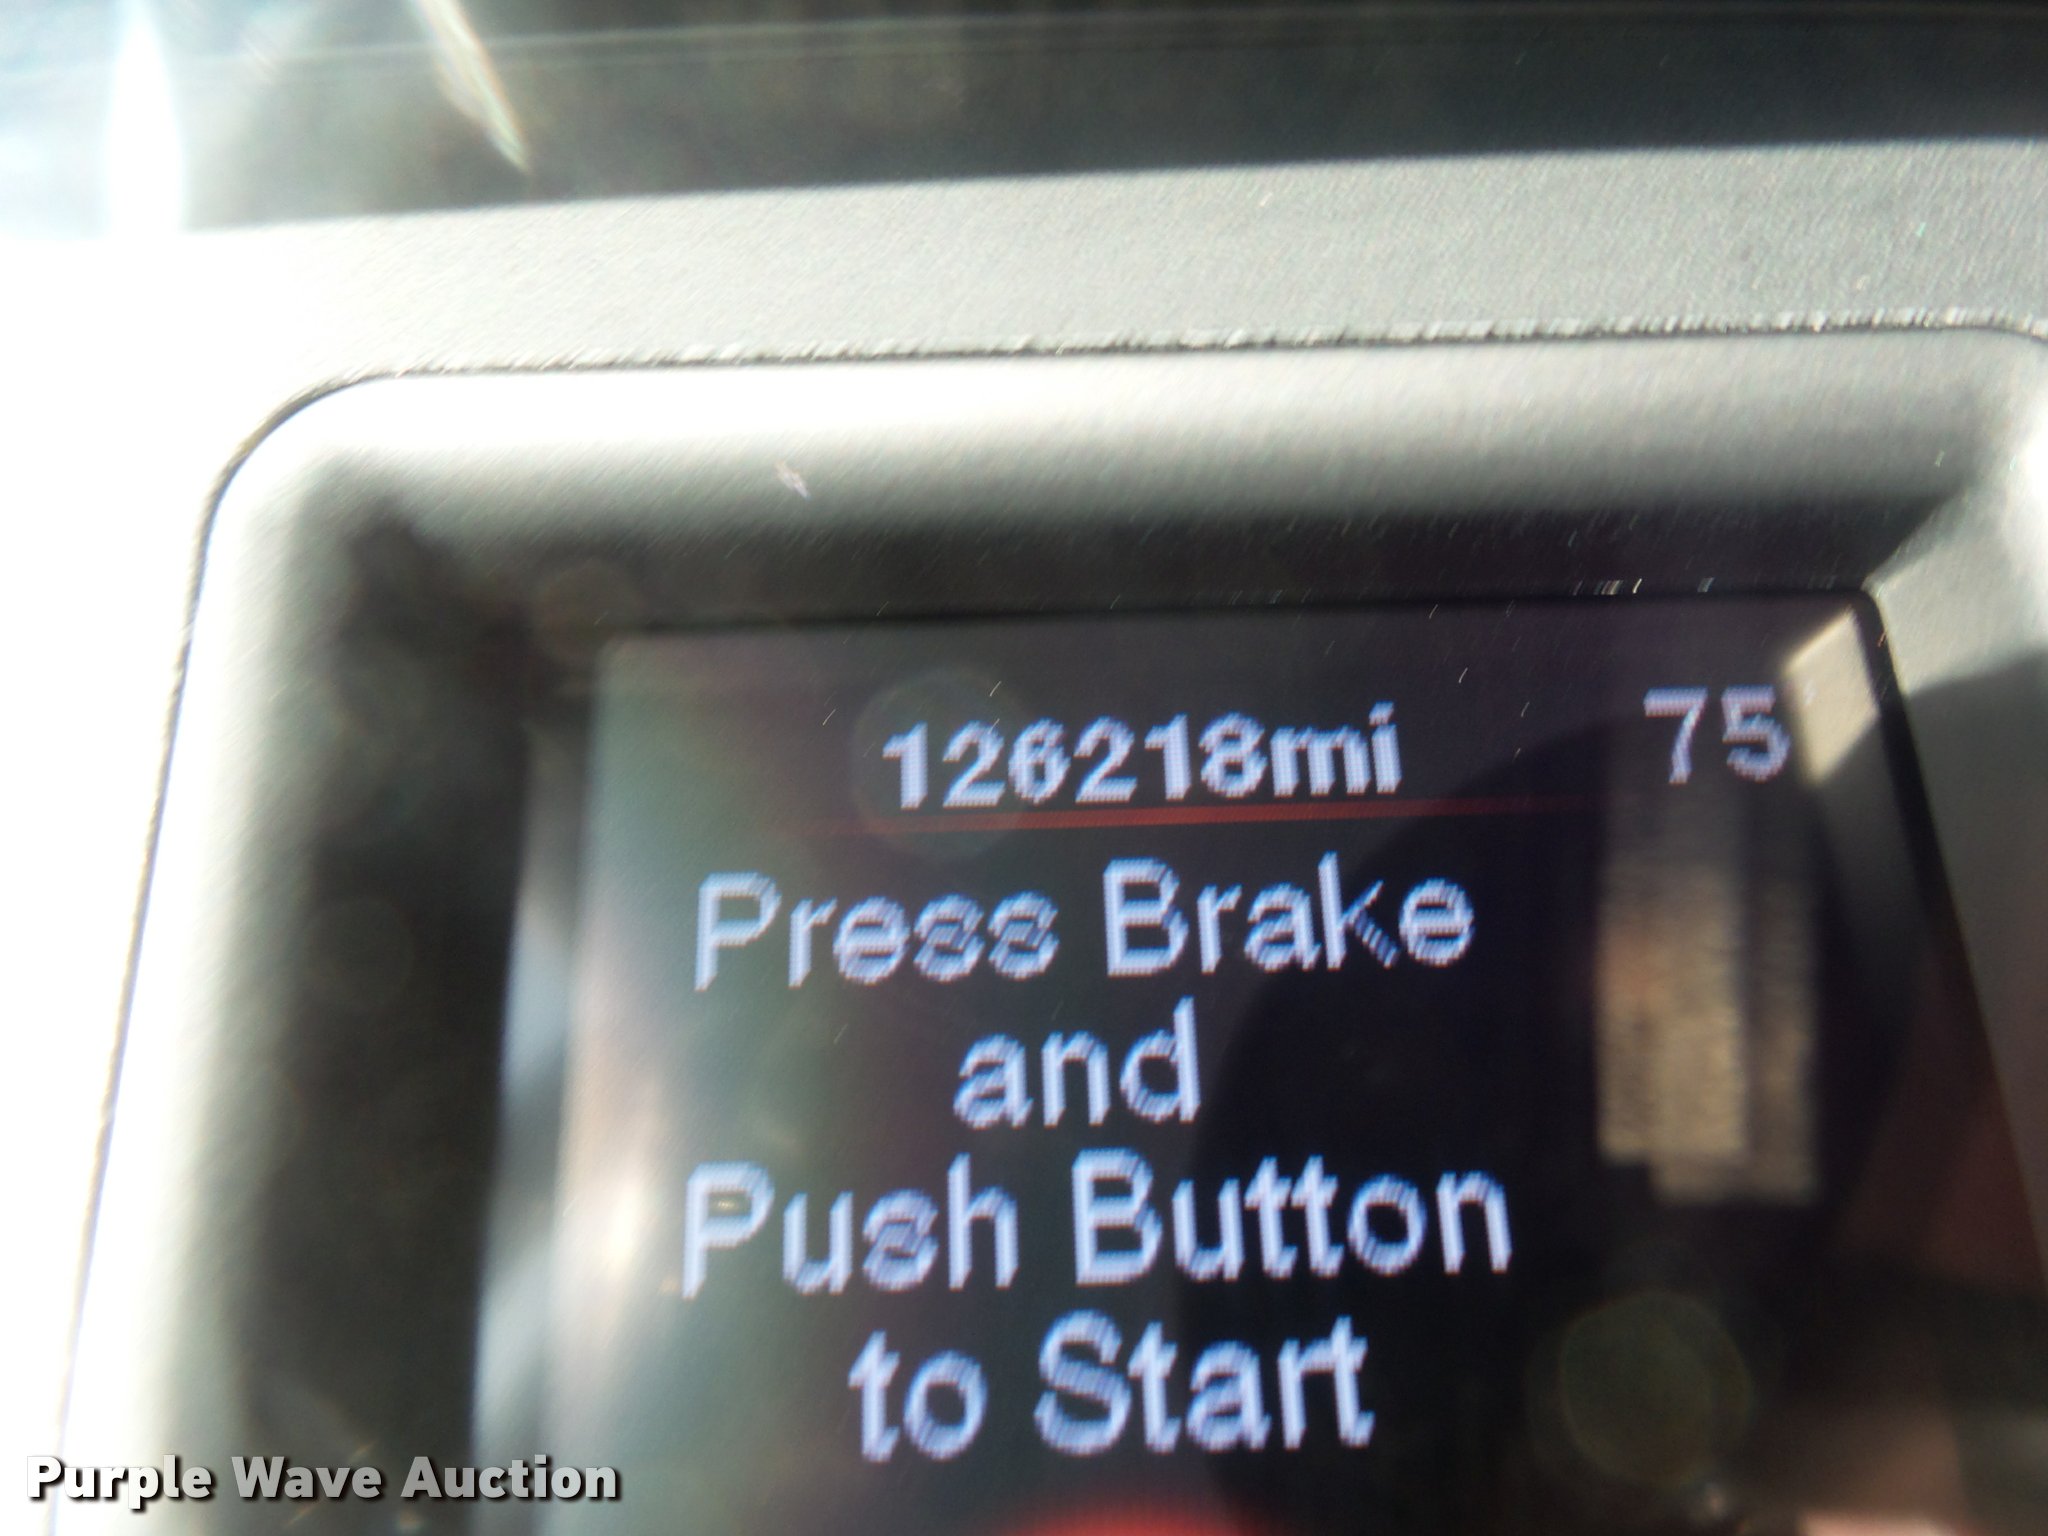 126218mi 75
Press Brake
and
Push Button
to Start
Purple Wave Auction